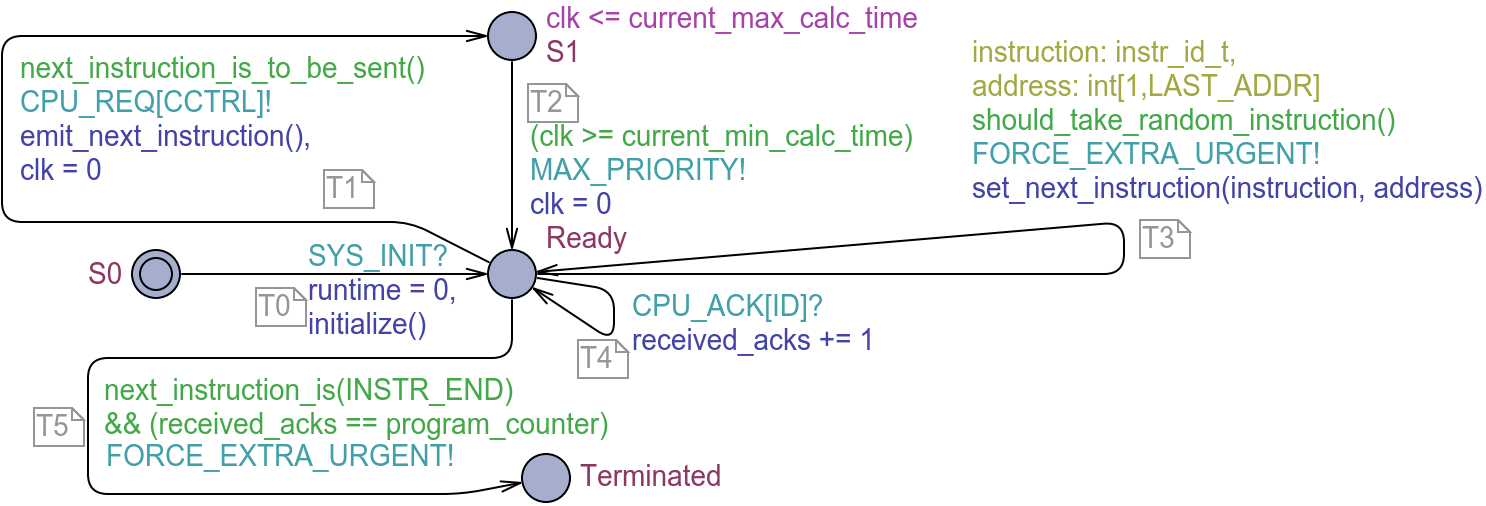 clk <= current_max_calc_time
S1
next_instruction_is_to_be_sent()
CPU_REQ[CCTRL]!
emit_next_instruction(),
clk = 0
T1
T2
(clk >= current_min_calc_time)
MAX_PRIORITY!
clk = 0
Ready
instruction: instr_id_t,
address: int[1,LAST_ADDR]
should_take_random_instruction()
FORCE_EXTRA_URGENT!
set_next_instruction(instruction, address)
T3
S0
SYS_INIT?
runtime = 0,
initialize()
T0
CPU_ACK[ID]?
received_acks += 1
T4
next_instruction_is(INSTR_END)
&& (received_acks == program_counter)
FORCE_EXTRA_URGENT!
T5
Terminated